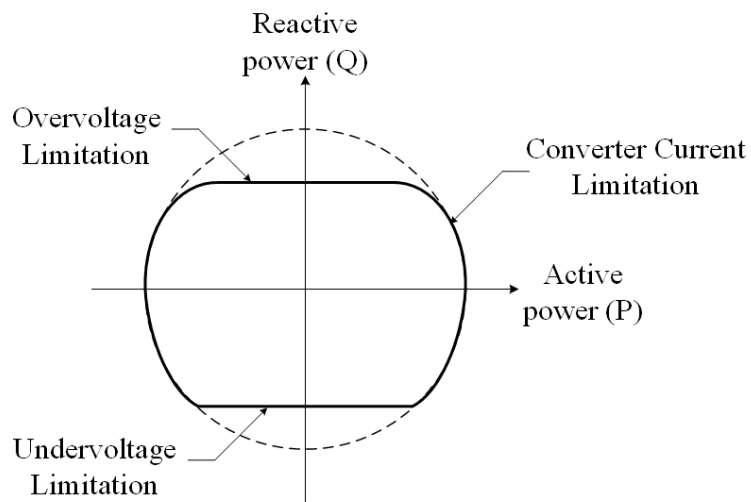 Reactive
power (Q)
Overvoltage
Limitation
Converter Current
Limitation
Active
power (P)
Undervoltage
Limitation